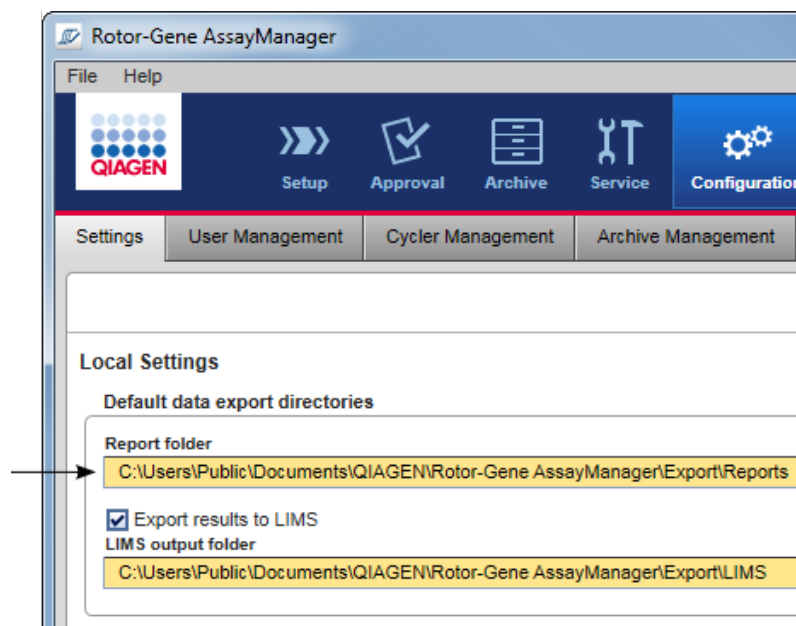 Rotor-Gene AssayManager
File Help
QIAGEN
Setup Approval Archive Service Configuration
Settings User Management Cycler Management Archive Management
Local Settings
Default data export directories
Report folder
C:\Users\Public\Documents\QIAGEN\Rotor-Gene AssayManager\Export\Reports
Export results to LIMS
LIMS output folder
C:\Users\Public\Documents\QIAGEN\Rotor-Gene AssayManager\Export\LIMS